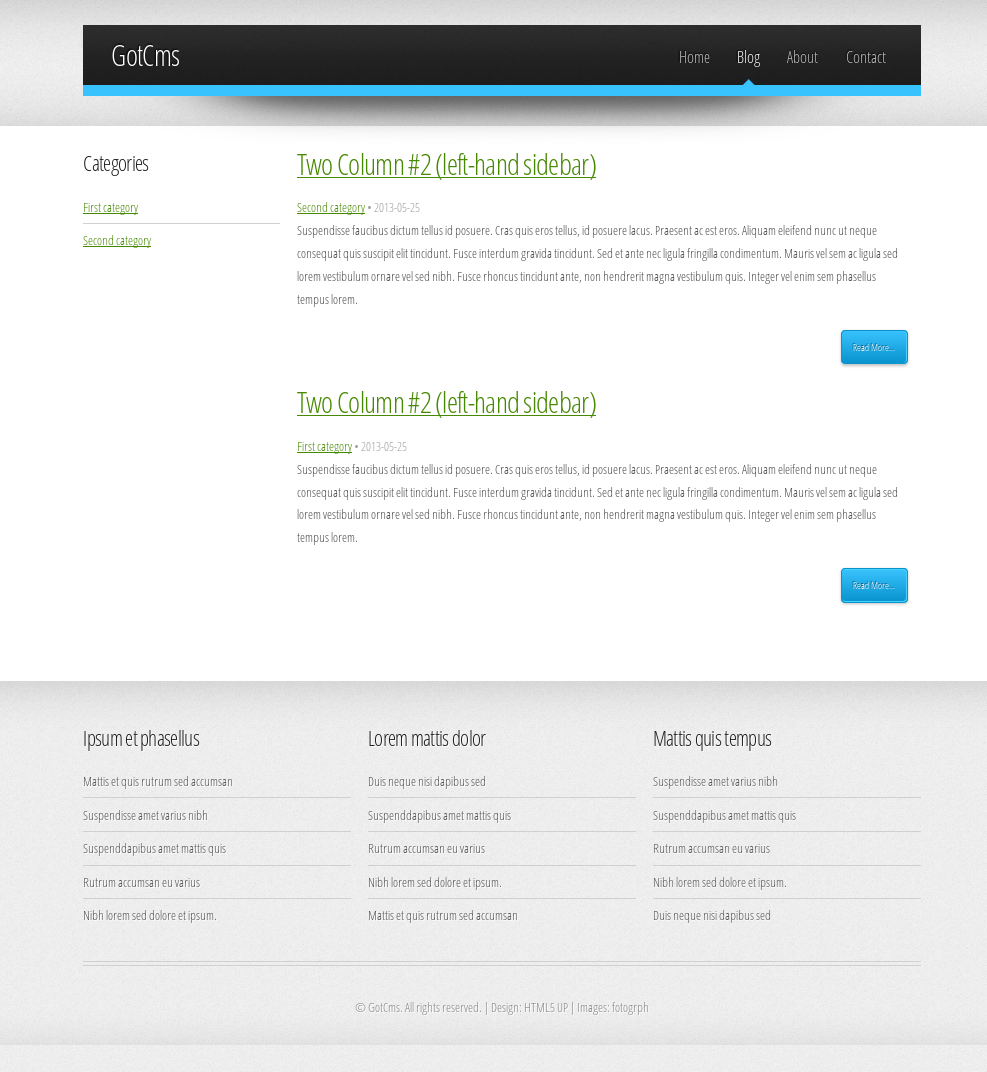 GotCms
Home Blog About Contact
Categories
First category
Second category
Two Column #2 (left-hand sidebar)
Second category • 2013-05-25
Suspendisse faucibus dictum tellus id posuere. Cras quis eros tellus, id posuere lacus. Praesent ac est eros. Aliquam eleifend nunc ut neque
consequat quis suscipit elit tincidunt. Fusce interdum gravida tincidunt. Sed et ante nec ligula fringilla condimentum. Mauris vel sem ac ligula sed
lorem vestibulum ornare vel sed nibh. Fusce rhoncus tincidunt ante, non hendrerit magna vestibulum quis. Integer vel enim sem phasellus
tempus lorem.
Read More...
Two Column #2 (left-hand sidebar)
First category • 2013-05-25
Suspendisse faucibus dictum tellus id posuere. Cras quis eros tellus, id posuere lacus. Praesent ac est eros. Aliquam eleifend nunc ut neque
consequat quis suscipit elit tincidunt. Fusce interdum gravida tincidunt. Sed et ante nec ligula fringilla condimentum. Mauris vel sem ac ligula sed
lorem vestibulum ornare vel sed nibh. Fusce rhoncus tincidunt ante, non hendrerit magna vestibulum quis. Integer vel enim sem phasellus
tempus lorem.
Read More...
Ipsum et phasellus
Mattis et quis rutrum sed accumsan
Suspendisse amet varius nibh
Suspenddapibus amet mattis quis
Rutrum accumsan eu varius
Nibh lorem sed dolore et ipsum.
Lorem mattis dolor
Duis neque nisi dapibus sed
Suspenddapibus amet mattis quis
Rutrum accumsan eu varius
Nibh lorem sed dolore et ipsum.
Mattis et quis rutrum sed accumsan
Mattis quis tempus
Suspendisse amet varius nibh
Suspenddapibus amet mattis quis
Rutrum accumsan eu varius
Nibh lorem sed dolore et ipsum.
Duis neque nisi dapibus sed
© GotCms. All rights reserved. | Design: HTML5 UP | Images: fotogrph